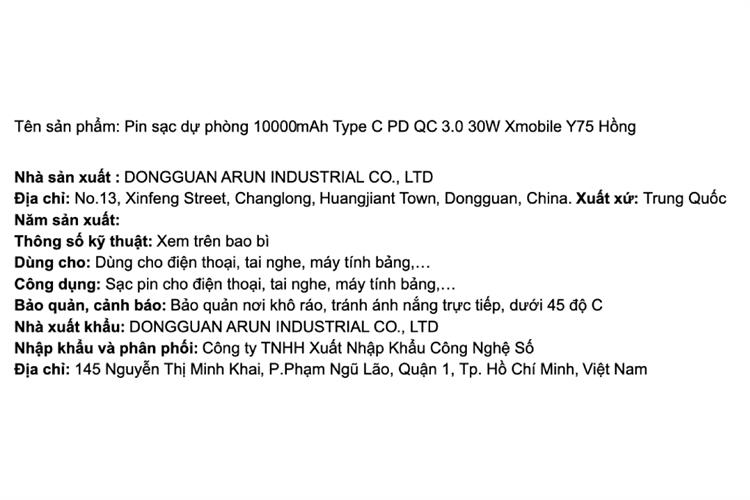 Tên sản phẩm: Pin sạc dự phòng 10000mAh Type C PD QC 3.0 30W Xmobile Y75 Hồng
Nhà sản xuất : DONGGUAN ARUN INDUSTRIAL CO., LTD
Địa chỉ: No.13, Xinfeng Street, Changlong, Huangjiant Town, Dongguan, China. Xuất xứ: Trung Quốc
Năm sản xuất:
Thông số kỹ thuật: Xem trên bao bì
Dùng cho: Dùng cho điện thoại, tai nghe, máy tính bảng,…
Công dụng: Sạc pin cho điện thoại, tai nghe, máy tính bảng,…
Bảo quản, cảnh báo: Bảo quản nơi khô ráo, tránh ánh nắng trực tiếp, dưới 45 độ C
Nhà xuất khẩu: DONGGUAN ARUN INDUSTRIAL CO., LTD
Nhập khẩu và phân phối: Công ty TNHH Xuất Nhập Khẩu Công Nghệ Số
Địa chỉ: 145 Nguyễn Thị Minh Khai, P.Phạm Ngũ Lão, Quận 1, Tp. Hồ Chí Minh, Việt Nam